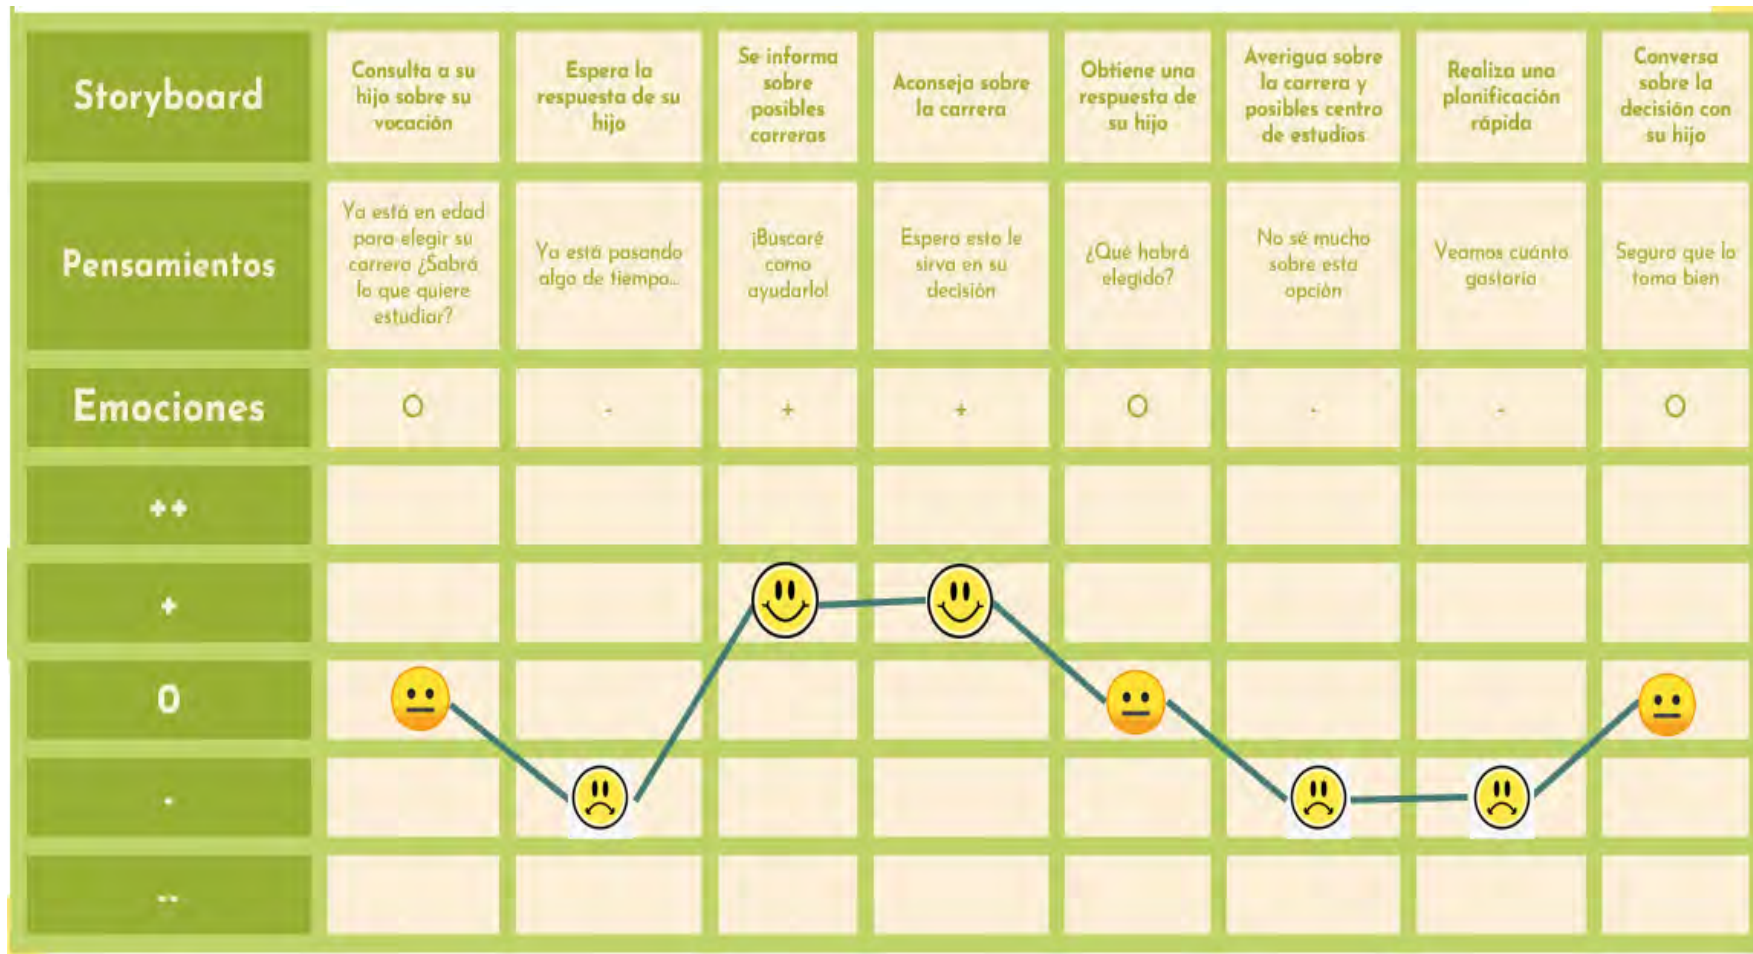 Storyboard
Consulta a su
hijo sobre su
vocación
Espera la
respuesta de su
hijo
Se informa
sobre
posibles
carreras
Aconseja sobre
la carrera
Obtiene una
respuesta de
su hijo
Averigua sobre
la carrera y
posibles centro
de estudios
Realiza una
planificación
rápida
Conversa
sobre la
decisión con
su hijo
Pensamientos
Ya está en edad
para elegir su
carrera ¿Sabrá
lo que quiere
estudiar?
Ya está pasando
algo de tiempo...
¡Buscaré
como
ayudarlo!
Espero esto le
sirva en su
decisión
¿Qué habrá
elegido?
No sé mucho
sobre esta
opción
Veamos cuánto
gastaría
Seguro que lo
toma bien
Emociones
O
-
+
+
O
-
-
O
++
+
0
-
--